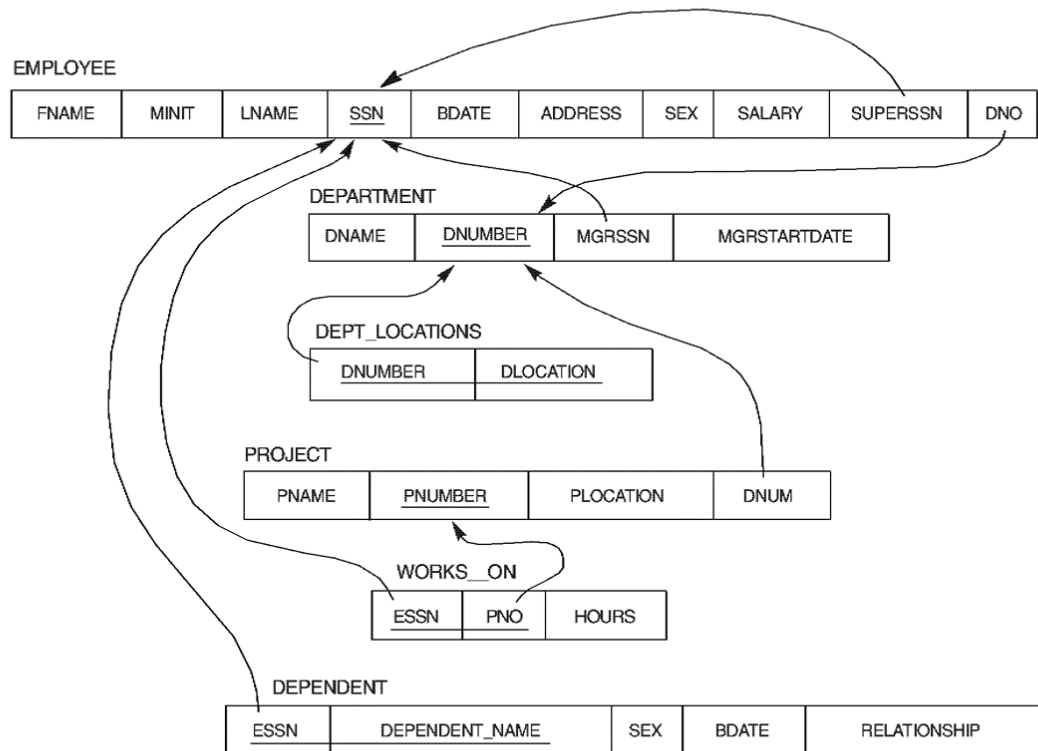 EMPLOYEE
FNAME MINIT LNAME SSN BDATE ADDRESS SEX SALARY SUPERSSN DNO
DEPARTMENT
DNAME DNUMBER MGRSSN MGRSTARTDATE
DEPT_LOCATIONS
DNUMBER DLOCATION
PROJECT
PNAME PNUMBER PLOCATION DNUM
WORKS__ON
ESSN PNO HOURS
DEPENDENT
ESSN DEPENDENT_NAME SEX BDATE RELATIONSHIP